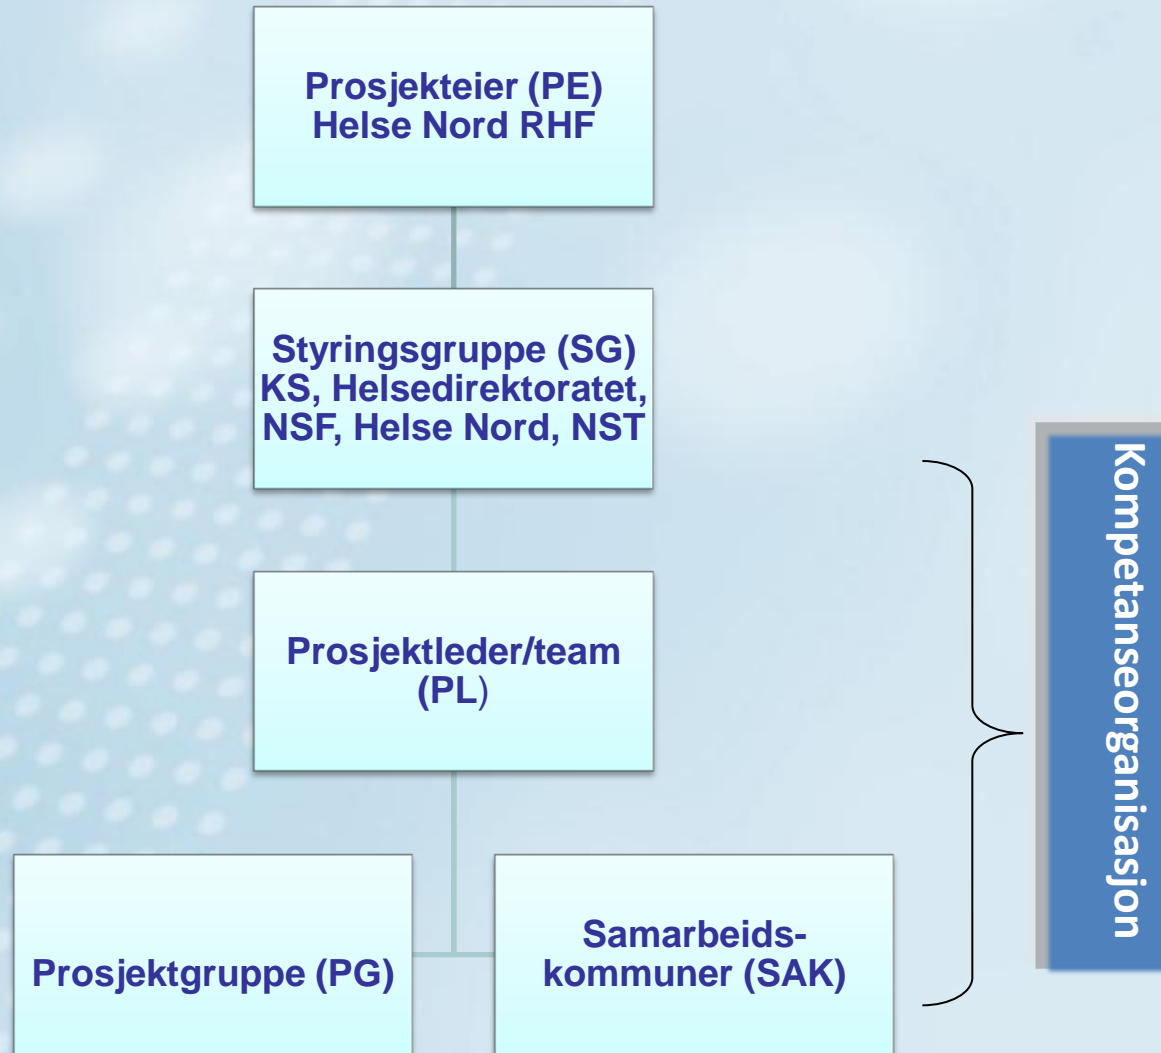 Prosjekteier (PE)
Helse Nord RHF
Styringsgruppe (SG)
KS, Helsedirektoratet,
NSF, Helse Nord, NST
Prosjektleder/team
(PL)
Prosjektgruppe (PG)
Samarbeids-
kommuner (SAK)
Kompetanseorganisasjon